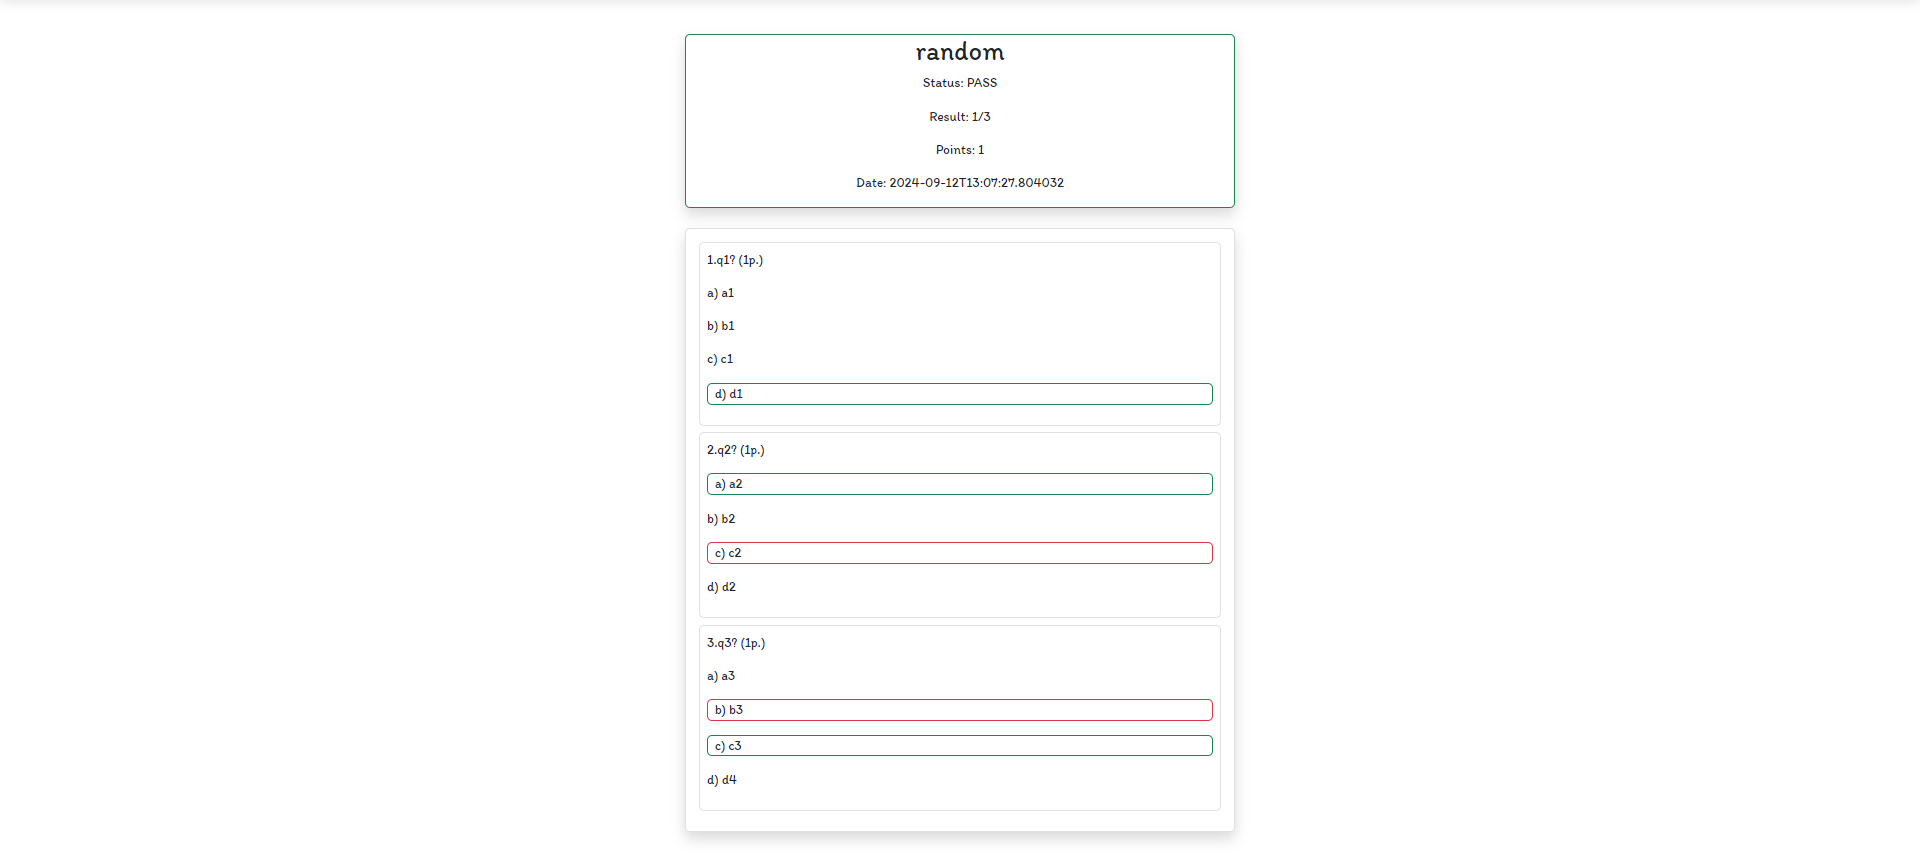 random
Status: PASS
Result: 1/3
Points: 1
Date: 2024-09-12T13:07:27.804032
1.q1? (1p.)
a) a1
b) b1
c) c1
d) d1
2.q2? (1p.)
a) a2
b) b2
c) c2
d) d2
3.q3? (1p.)
a) a3
b) b3
c) c3
d) d4